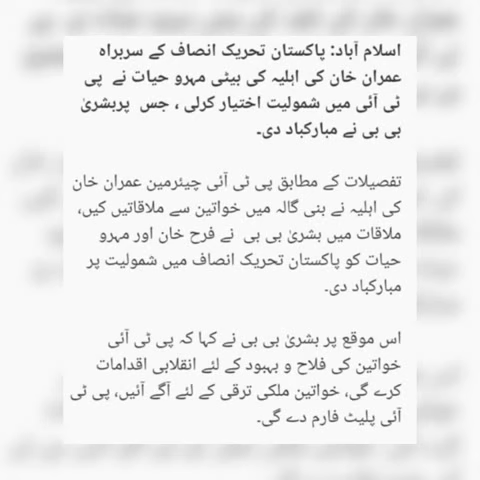 اسلام آباد: پاکستان تحریک انصاف کے سربراہ
عمران خان کی اہلیہ کی بیٹی مہرو حیات نے پی
ٹی آئی میں شمولیت اختیار کرلی ، جس پربشریٰ
بی بی نے مبارکباد دی۔
تفصیلات کے مطابق پی ٹی آئی چیئرمین عمران خان
کی اہلیہ نے بنی گالہ میں خواتین سے ملاقاتیں کیں،
ملاقات میں بشریٰ بی بی نے فرح خان اور مہرو
حیات کو پاکستان تحریک انصاف میں شمولیت پر
مبارکباد دی۔
اس موقع پر بشریٰ بی بی نے کہا کہ پی ٹی آئی
خواتین کی فلاح و بہبود کے لئے انقلابی اقدامات
کرے گی، خواتین ملکی ترقی کے لئے آگے آئیں، پی ٹی
آئی پلیٹ فارم دے گی۔